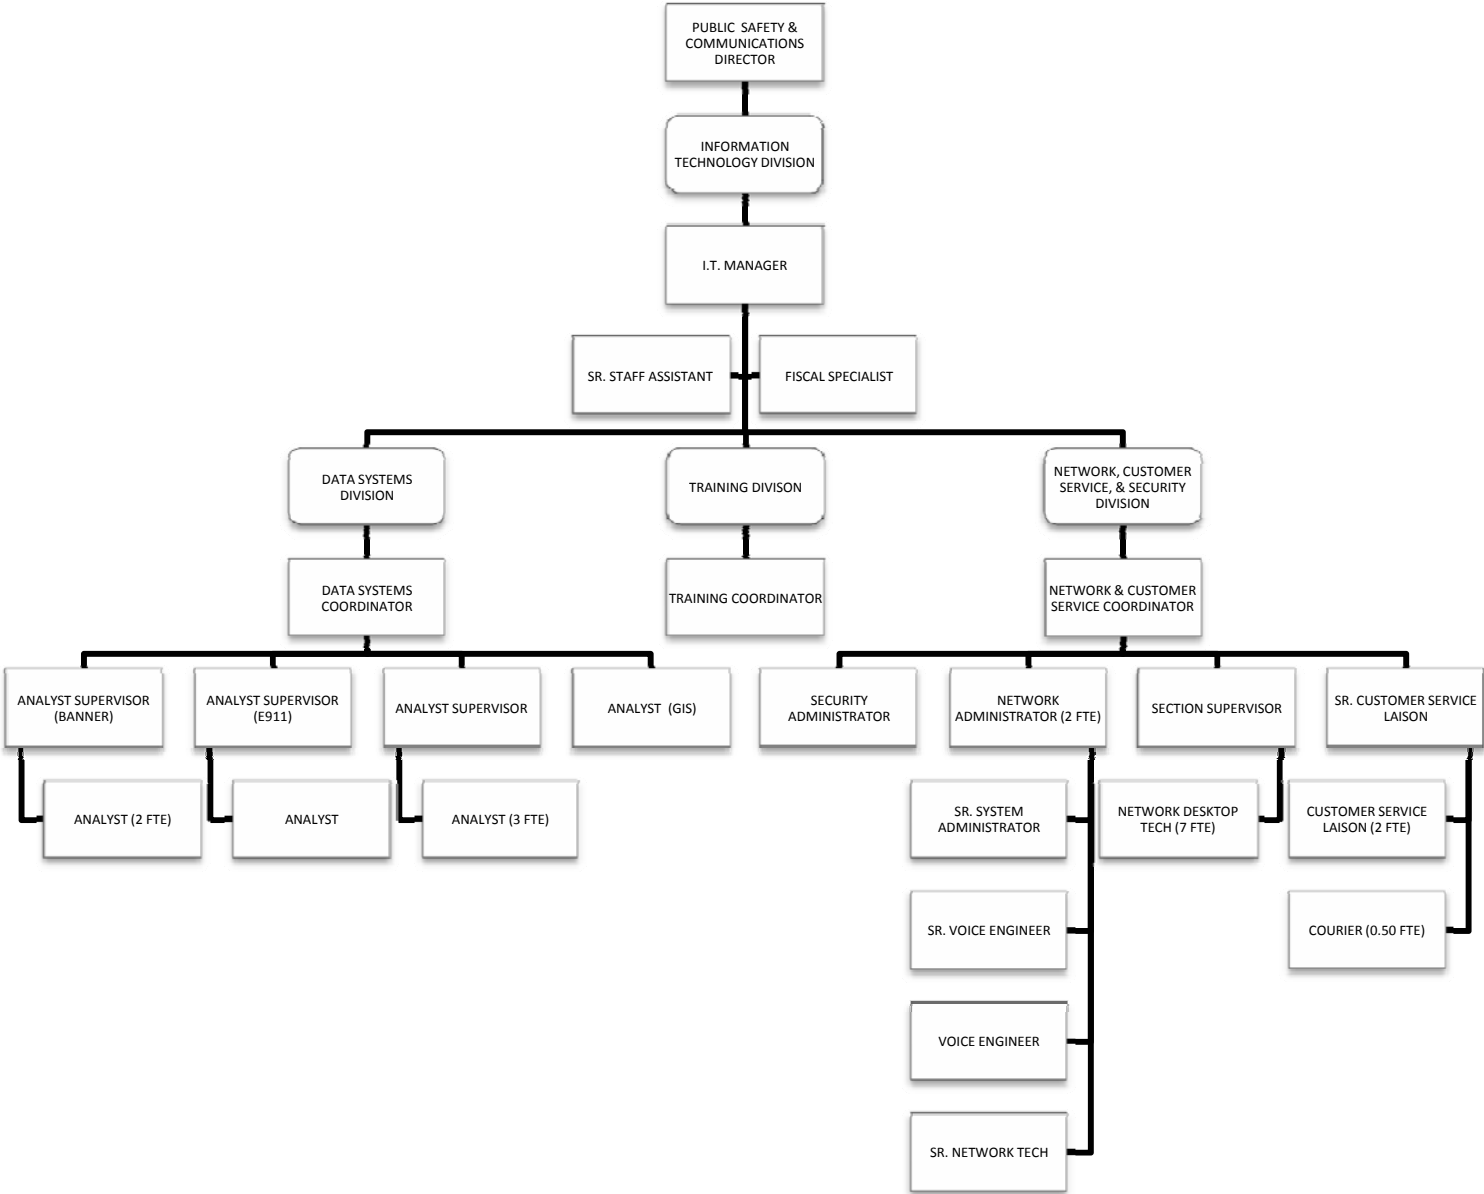 PUBLIC SAFETY &
COMMUNICATIONS
DIRECTOR
INFORMATION
TECHNOLOGY DIVISION
I.T. MANAGER
SR. STAFF ASSISTANT
FISCAL SPECIALIST
DATA SYSTEMS
DIVISION
TRAINING DIVISON
NETWORK, CUSTOMER
SERVICE, & SECURITY
DIVISION
DATA SYSTEMS
COORDINATOR
TRAINING COORDINATOR
NETWORK & CUSTOMER
SERVICE COORDINATOR
ANALYST SUPERVISOR
(BANNER)
ANALYST SUPERVISOR
(E911)
ANALYST SUPERVISOR
ANALYST (GIS)
SECURITY
ADMINISTRATOR
NETWORK
ADMINISTRATOR (2 FTE)
SECTION SUPERVISOR
SR. CUSTOMER SERVICE
LAISON
ANALYST (2 FTE)
ANALYST
ANALYST (3 FTE)
SR. SYSTEM
ADMINISTRATOR
NETWORK DESKTOP
TECH (7 FTE)
CUSTOMER SERVICE
LAISON (2 FTE)
SR. VOICE ENGINEER
COURIER (0.50 FTE)
VOICE ENGINEER
SR. NETWORK TECH